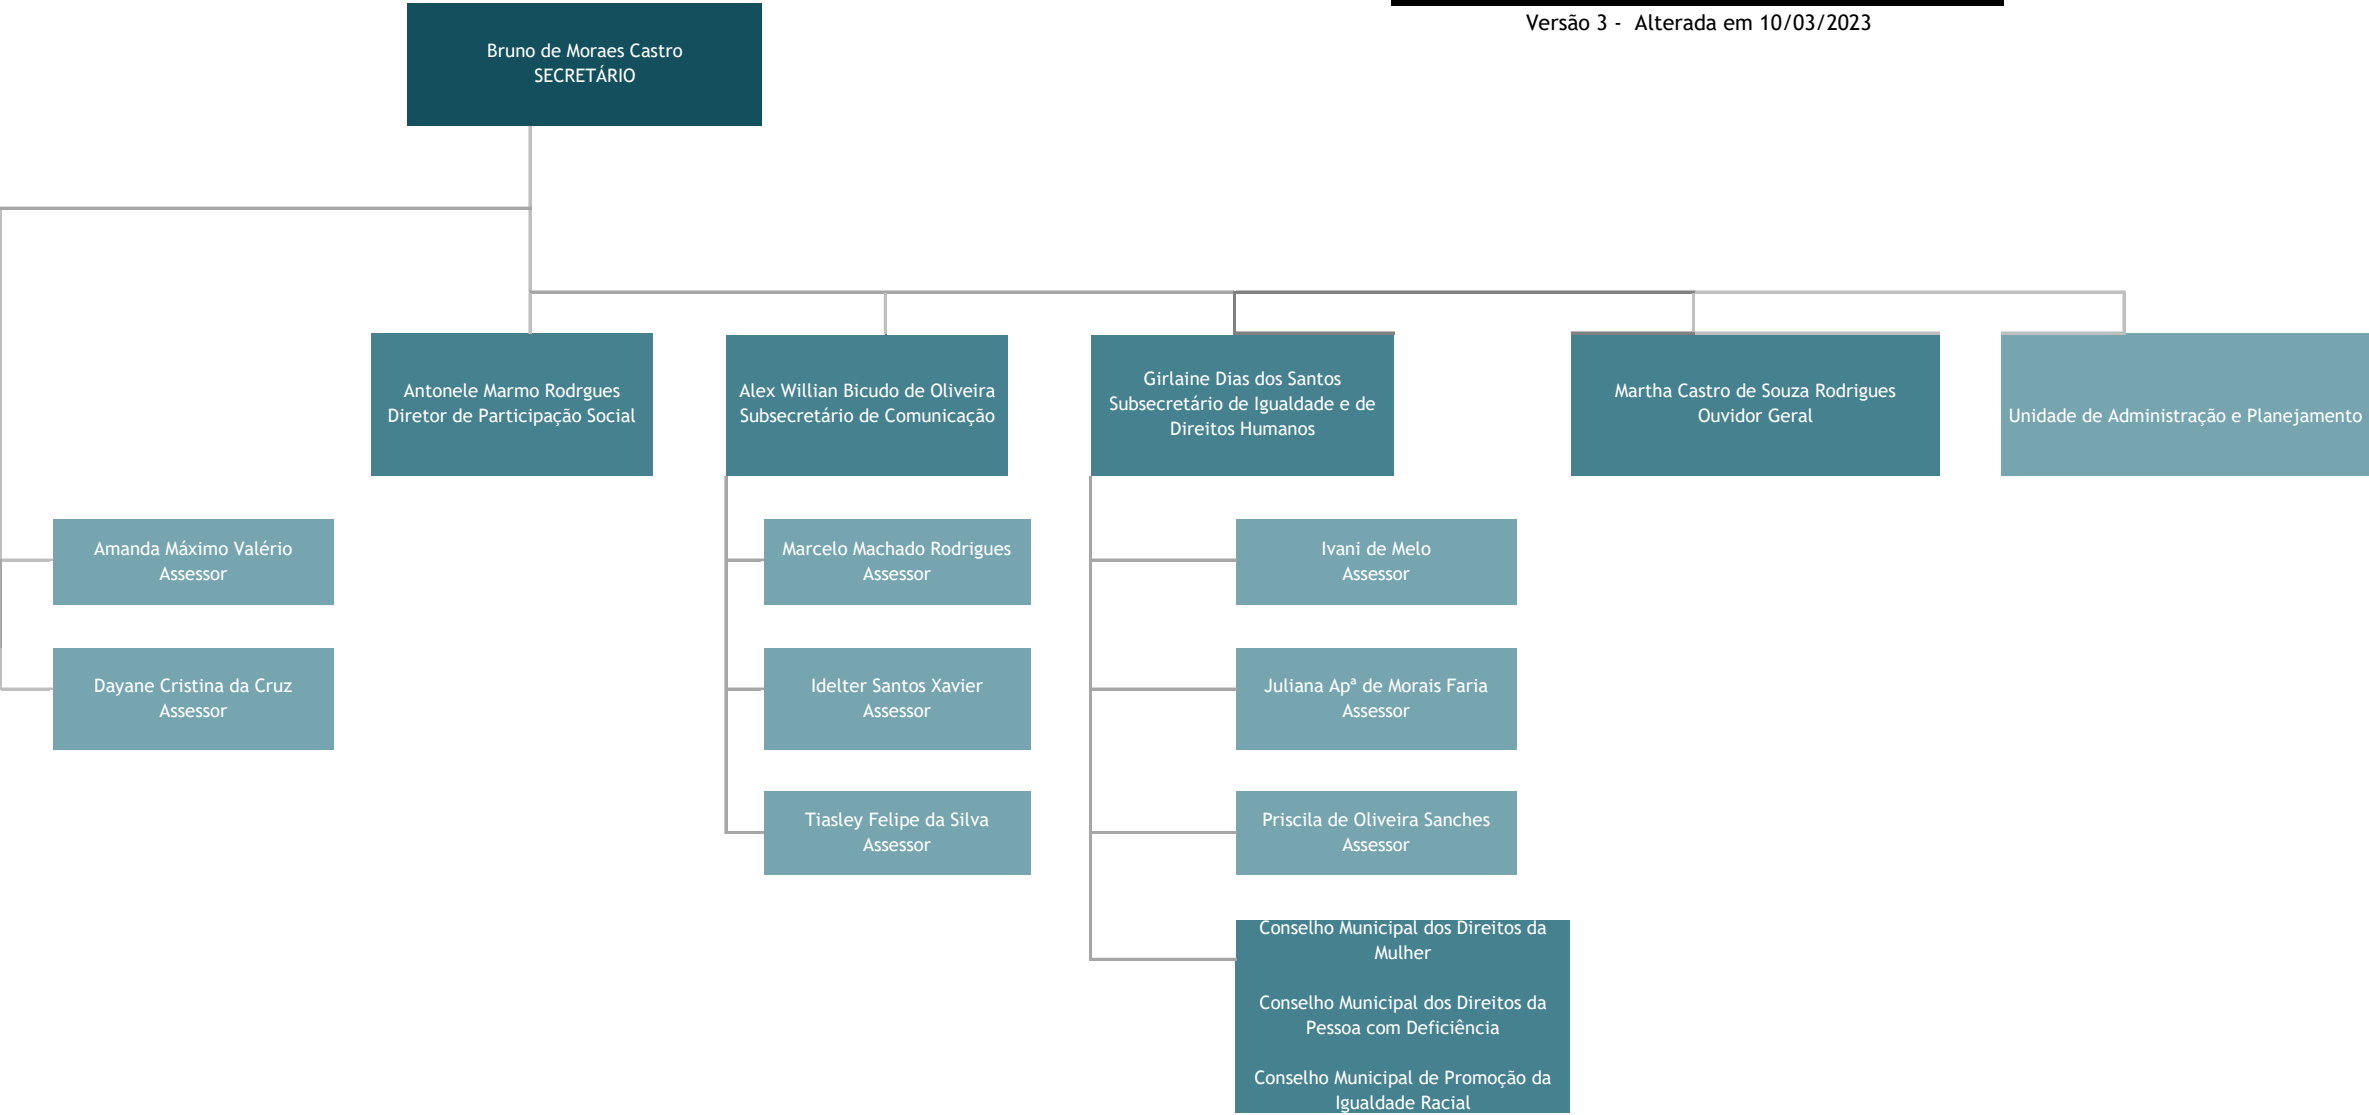 Versão 3 -  Alterada em 10/03/2023
Bruno de Moraes Castro
SECRETÁRIO
Antonele Marmo Rodrgues
Diretor de Participação Social
Alex Willian Bicudo de Oliveira
Subsecretário de Comunicação
Girlaine Dias dos Santos
Subsecretário de Igualdade e de
Direitos Humanos
Martha Castro de Souza Rodrigues
Ouvidor Geral
Unidade de Administração e Planejamento
Amanda Máximo Valério
Assessor
Marcelo Machado Rodrigues
Assessor
Ivani de Melo
Assessor
Dayane Cristina da Cruz
Assessor
Idelter Santos Xavier
Assessor
Juliana Apª de Morais Faria
Assessor
Tiasley Felipe da Silva
Assessor
Priscila de Oliveira Sanches
Assessor
Conselho Municipal dos Direitos da
Mulher
Conselho Municipal dos Direitos da
Pessoa com Deficiência
Conselho Municipal de Promoção da
Igualdade Racial